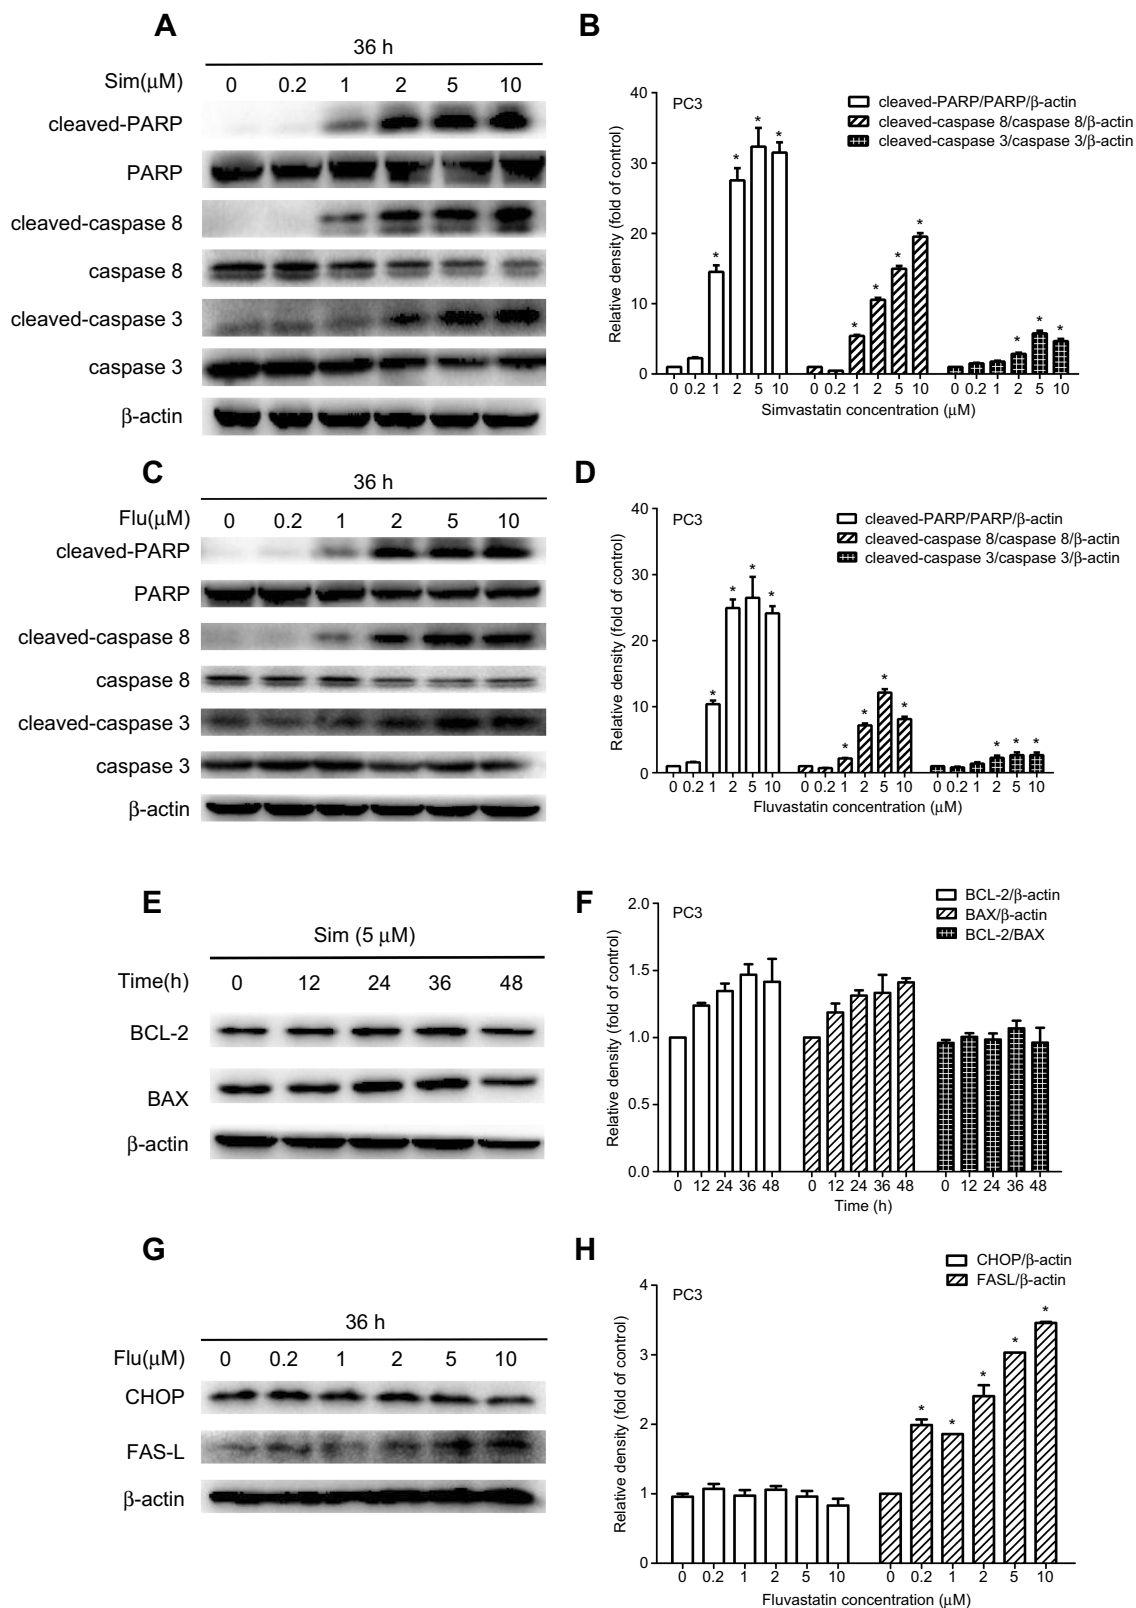 A
36 h
Sim(μM) 0 0.2 1 2 5 10
cleaved-PARP
PARP
cleaved-caspase 8
caspase 8
cleaved-caspase 3
caspase 3
β-actin
B
PC3
cleaved-PARP/PARP/β-actin
cleaved-caspase 8/caspase 8/β-actin
cleaved-caspase 3/caspase 3/β-actin
Relative density (fold of control)
40
30
20
10
0
* * * * * * * * * * *
0 0.2 1 2 5 10 0 0.2 1 2 5 10 0 0.2 1 2 5 10
Simvastatin concentration (μM)
C
36 h
Flu(μM) 0 0.2 1 2 5 10
cleaved-PARP
PARP
cleaved-caspase 8
caspase 8
cleaved-caspase 3
caspase 3
β-actin
D
PC3
cleaved-PARP/PARP/β-actin
cleaved-caspase 8/caspase 8/β-actin
cleaved-caspase 3/caspase 3/β-actin
Relative density (fold of control)
40
30
20
10
0
* * * * * * * * * * *
0 0.2 1 2 5 10 0 0.2 1 2 5 10 0 0.2 1 2 5 10
Fluvastatin concentration (μM)
E
Sim (5 μM)
Time(h) 0 12 24 36 48
BCL-2
BAX
β-actin
F
PC3
BCL-2/β-actin
BAX/β-actin
BCL-2/BAX
Relative density (fold of control)
2.0
1.5
1.0
0.5
0.0
0 12 24 36 48 0 12 24 36 48 0 12 24 36 48
Time (h)
G
36 h
Flu(μM) 0 0.2 1 2 5 10
CHOP
FAS-L
β-actin
H
PC3
CHOP/β-actin
FASL/β-actin
Relative density (fold of control)
4
3
2
1
0
* * * * *
0 0.2 1 2 5 10 0 0.2 1 2 5 10
Fluvastatin concentration (μM)